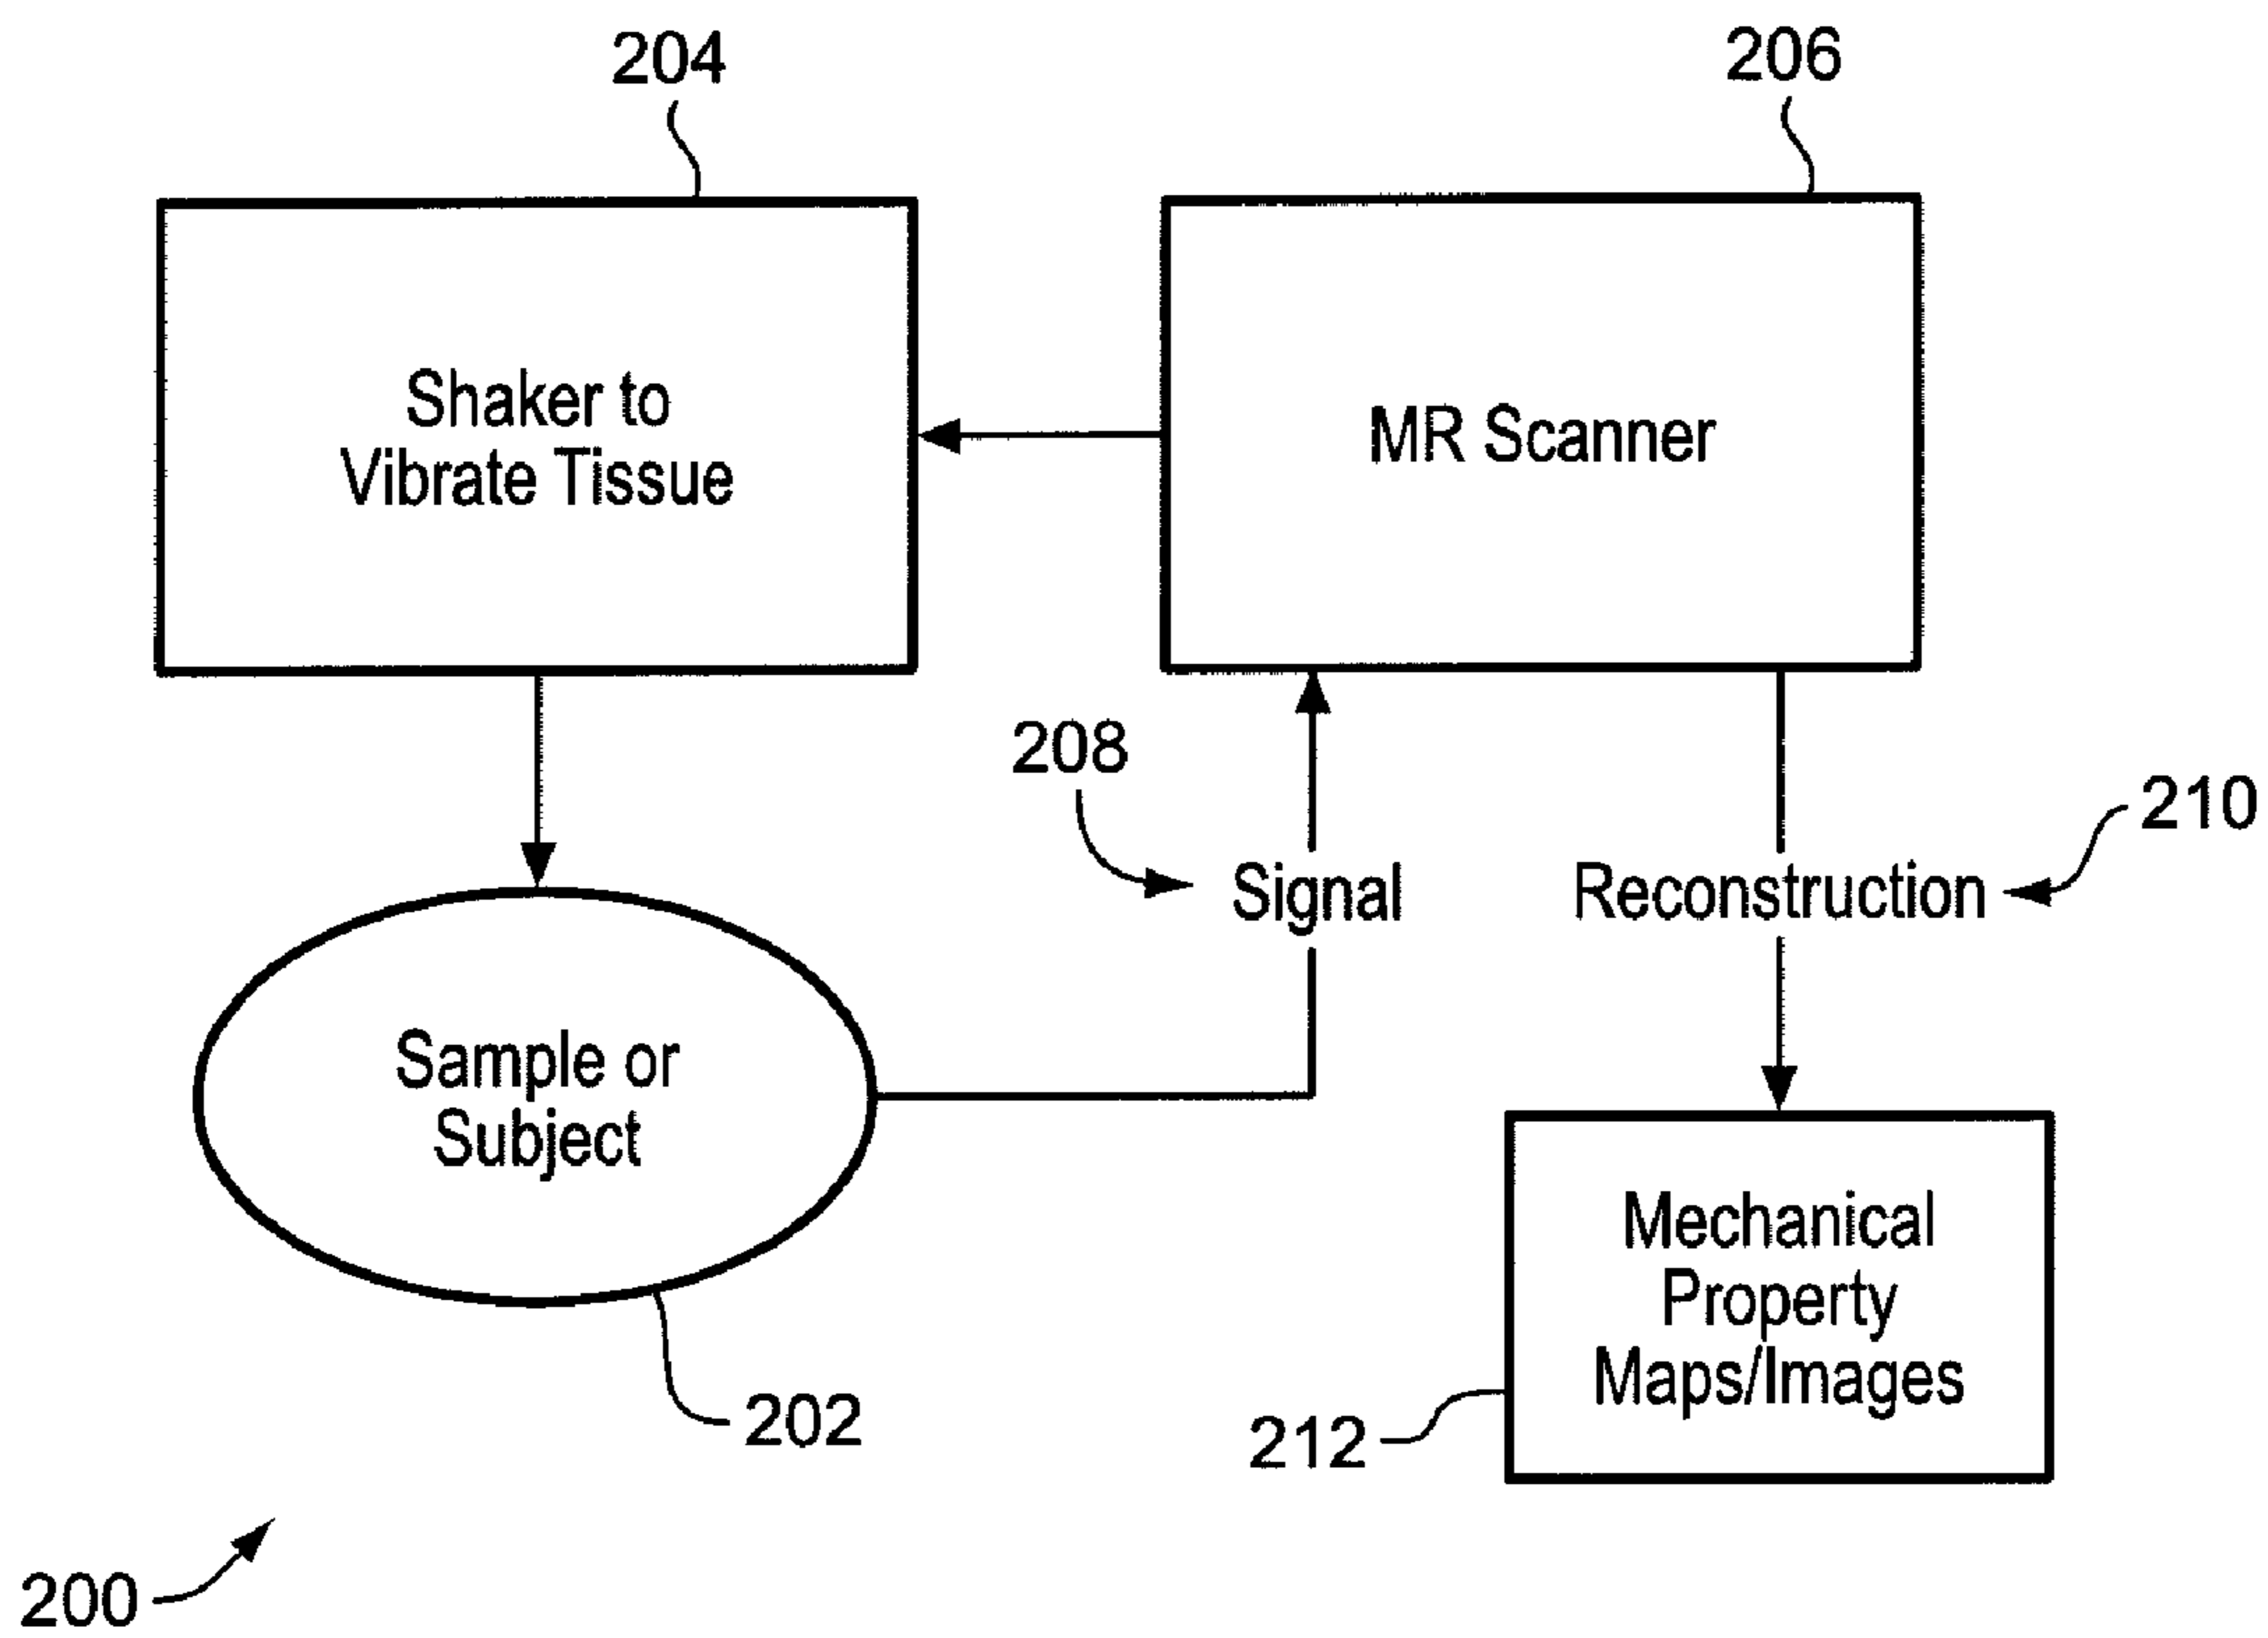 204
206
Shaker to
Vibrate Tissue
MR Scanner
208
210
Signal
Reconstruction
Sample or
Subject
Mechanical
Property
Maps/Images
202
212
200